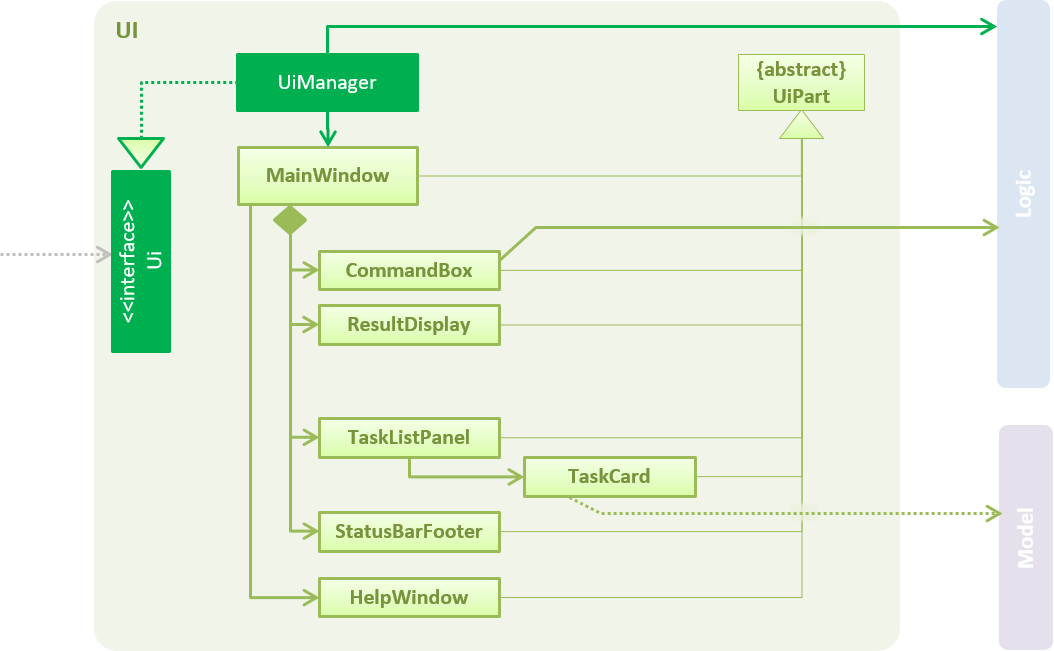 UI
UiManager
{abstract}
UiPart
MainWindow
Logic
<<interface>>
Ui
CommandBox
ResultDisplay
TaskListPanel
TaskCard
StatusBarFooter
Model
HelpWindow